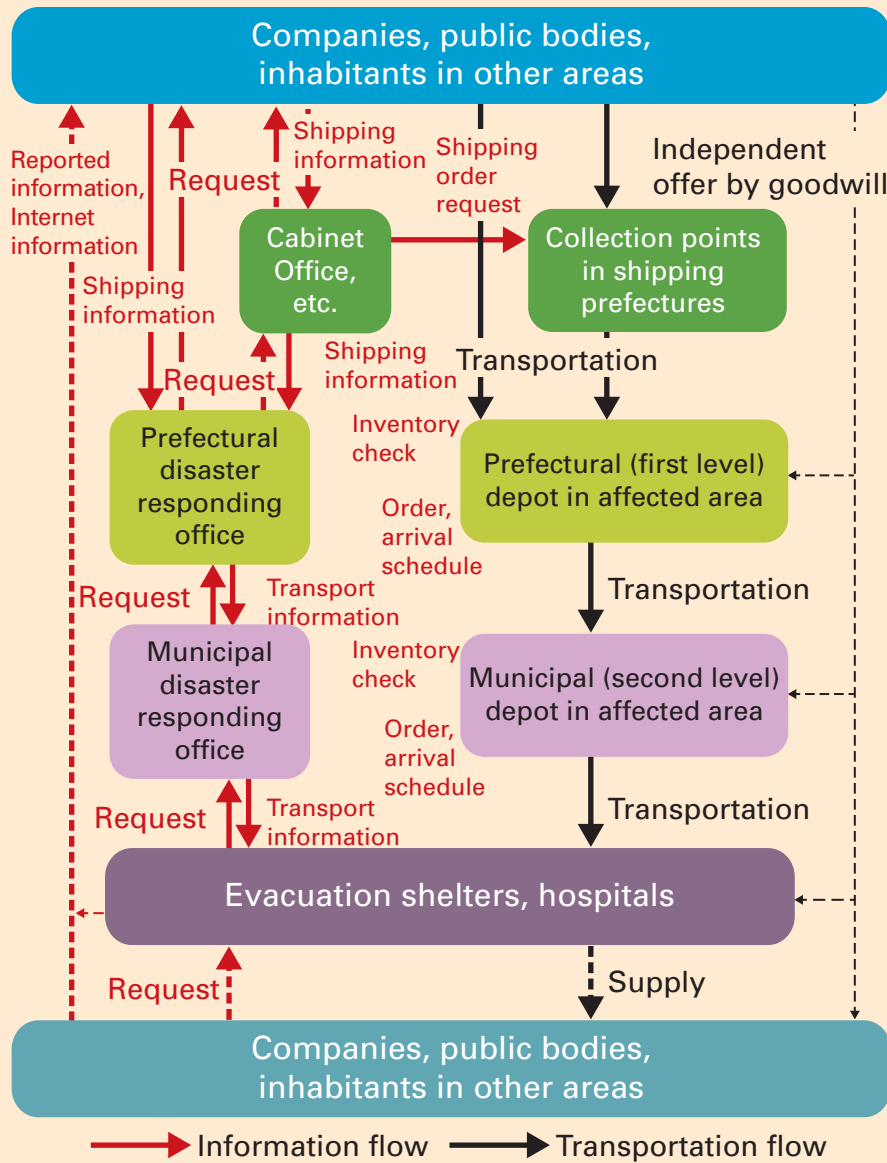 Companies, public bodies,
inhabitants in other areas
Reported
information,
Internet
information
Request
Shipping
information
Shipping
order
request
Independent
offer by goodwill
Cabinet
Office,
etc.
Collection points
in shipping
prefectures
Shipping
information
Request
Shipping
information
Transportation
Prefectural
disaster
responding
office
Inventory
check
Prefectural (first level)
depot in affected area
Order,
arrival
schedule
Request
Transport
information
Transportation
Municipal
disaster
responding
office
Inventory
check
Municipal (second level)
depot in affected area
Order,
arrival
schedule
Request
Transport
information
Transportation
Evacuation shelters, hospitals
Request
Supply
Companies, public bodies,
inhabitants in other areas
Information flow
Transportation flow